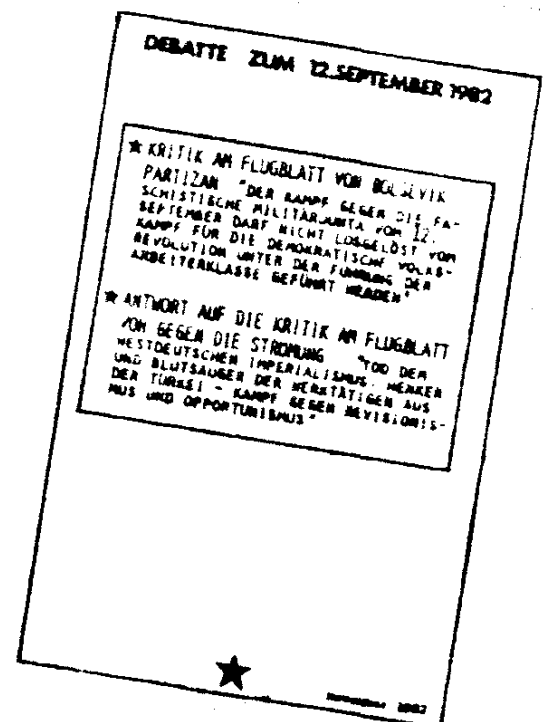 DEBATTE ZUM 12.SEPTEMBER 1982
★ KRITIK AM FLUGBLATT VON BOLSEVIK
PARTIZAN "DER KAMPF GEGEN DIE FA-
SCHISTISCHE MILITÄRJUNTA VOM 12.
SEPTEMBER DARF NICHT LOSGELÖST VOM
KAMPF FÜR DIE DEMOKRATISCHE VOLKS-
REVOLUTION UNTER DER FÜHRUNG DER
ARBEITERKLASSE GEFÜHRT WERDEN"
★ ANTWORT AUF DIE KRITIK AM FLUGBLATT
VON GEGEN DIE STRÖMUNG "TOD DEM
WESTDEUTSCHEN IMPERIALISMUS, HENKER
UND BLUTSAUGER DER WERKTÄTIGEN AUS
DER TÜRKEI - KAMPF GEGEN REVISIONIS-
MUS UND OPPORTUNISMUS"
1982